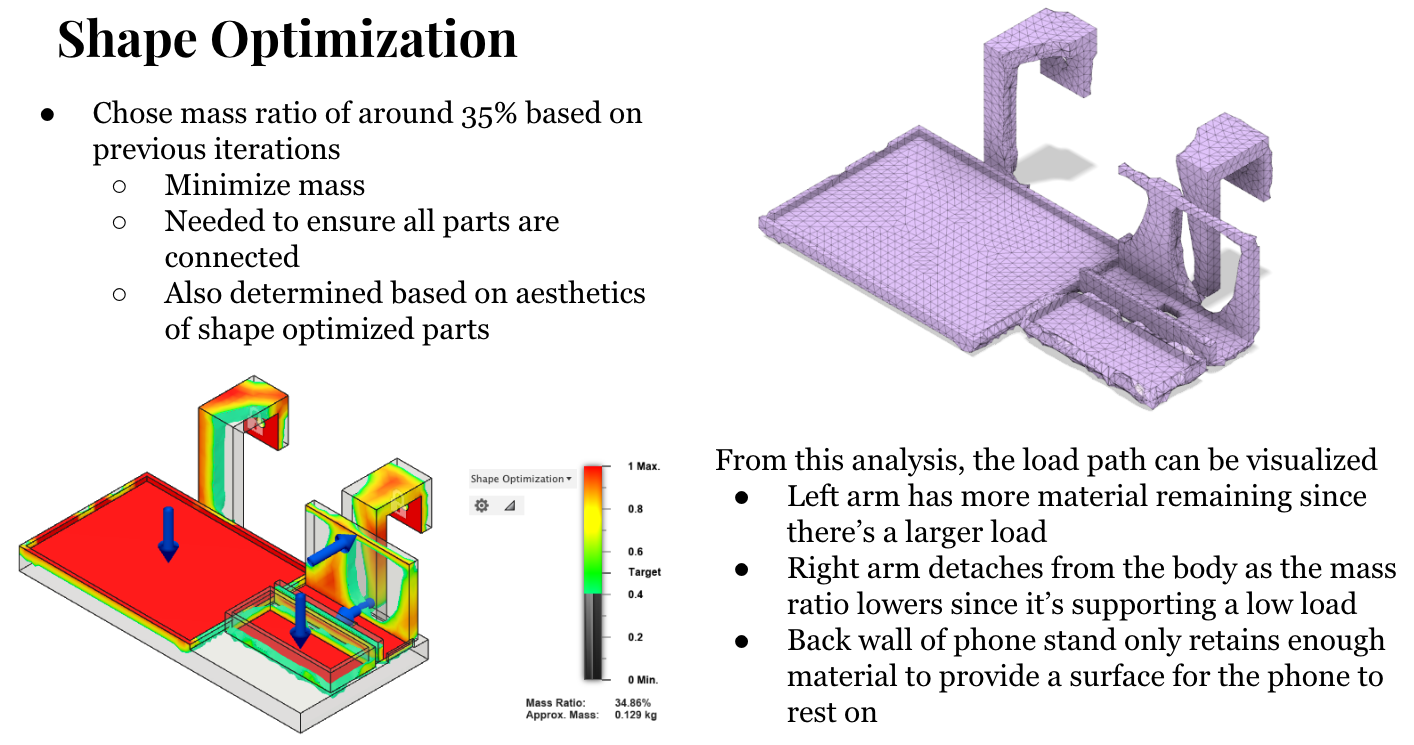 Shape Optimization
● Chose mass ratio of around 35% based on
previous iterations
○ Minimize mass
○ Needed to ensure all parts are
connected
○ Also determined based on aesthetics
of shape optimized parts
Shape Optimization ▾
1 Max.
0.8
0.6
Target
0.4
0.2
0 Min.
Mass Ratio: 34.86%
Approx. Mass: 0.129 kg
From this analysis, the load path can be visualized
● Left arm has more material remaining since
there’s a larger load
● Right arm detaches from the body as the mass
ratio lowers since it’s supporting a low load
● Back wall of phone stand only retains enough
material to provide a surface for the phone to
rest on